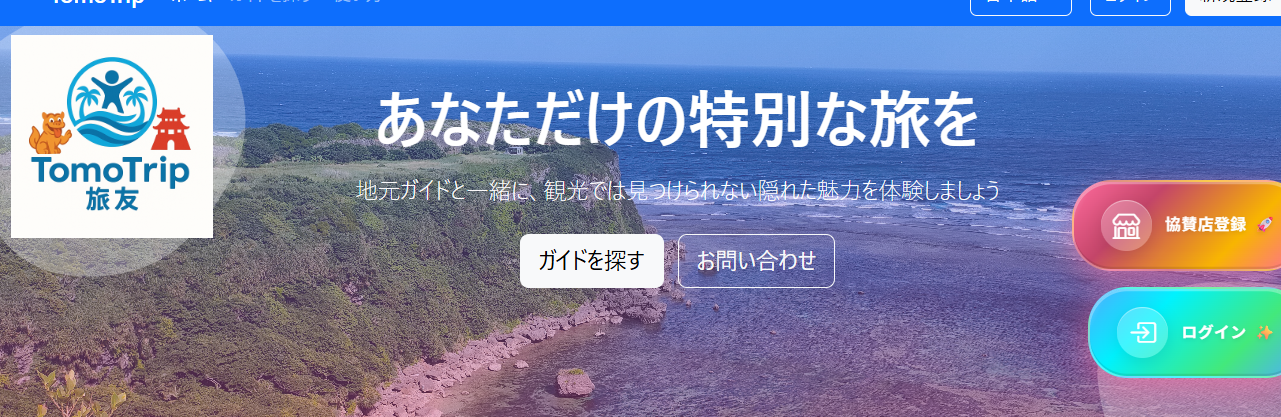 TomoTrip
TomoTrip
旅友
あなただけの特別な旅を
地元ガイドと一緒に、観光では見つけられない隠れた魅力を体験しましょう
ガイドを探す
お問い合わせ
協賛店登録 🚀
ログイン ✨